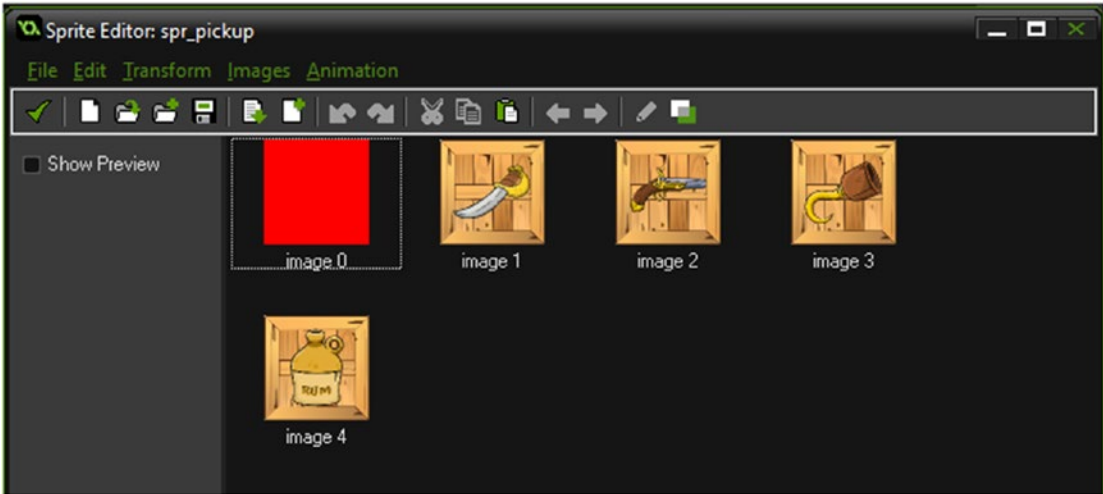 Sprite Editor: spr_pickup
File Edit Transform Images Animation
Show Preview
image 0 image 1 image 2 image 3
RUM
image 4